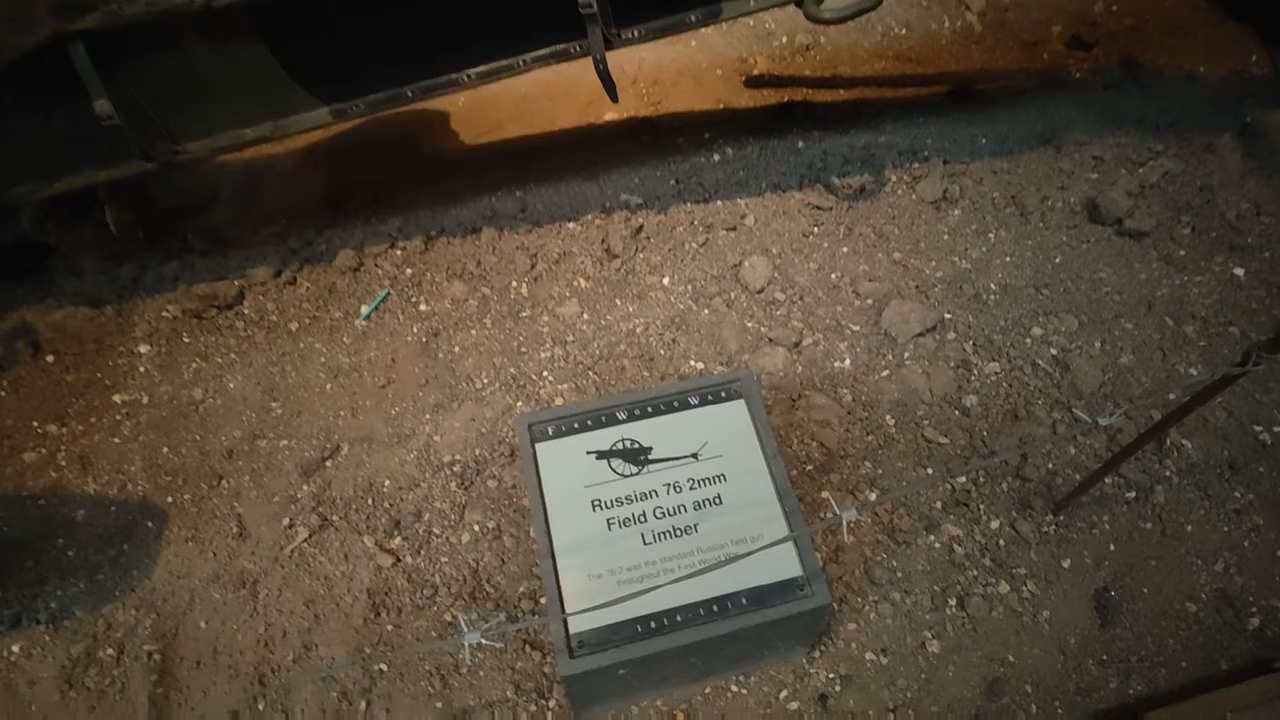 FIRST WORLD WAR
Russian 76·2mm
Field Gun and
Limber
The 76·2 was the standard Russian field gun
throughout the First World War.
1914-1918